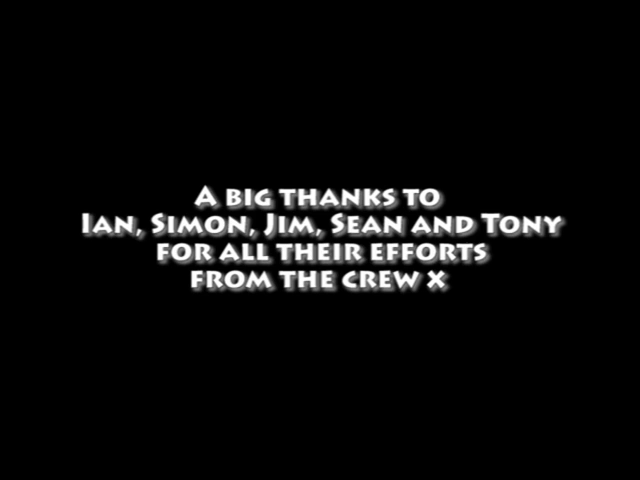 A big thanks to
Ian, Simon, Jim, Sean and Tony
for all their efforts
from the crew x